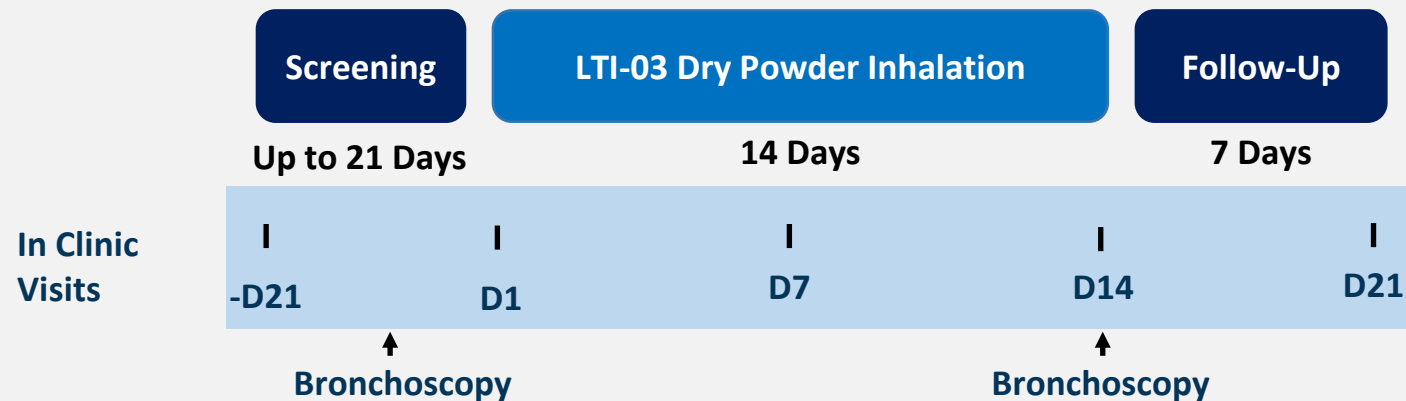 Screening
LTI-03 Dry Powder Inhalation
Follow-Up
Up to 21 Days
14 Days
7 Days
In Clinic
Visits
-D21
D1
D7
D14
D21
Bronchoscopy
Bronchoscopy